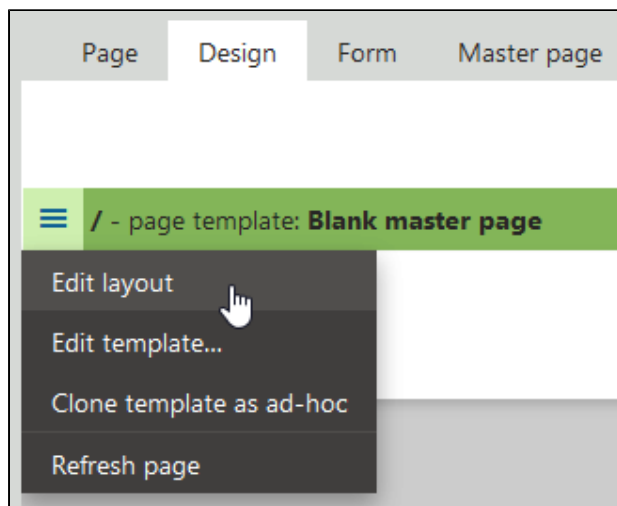 Page Design Form Master page
/ - page template: Blank master page
Edit layout
Edit template...
Clone template as ad-hoc
Refresh page